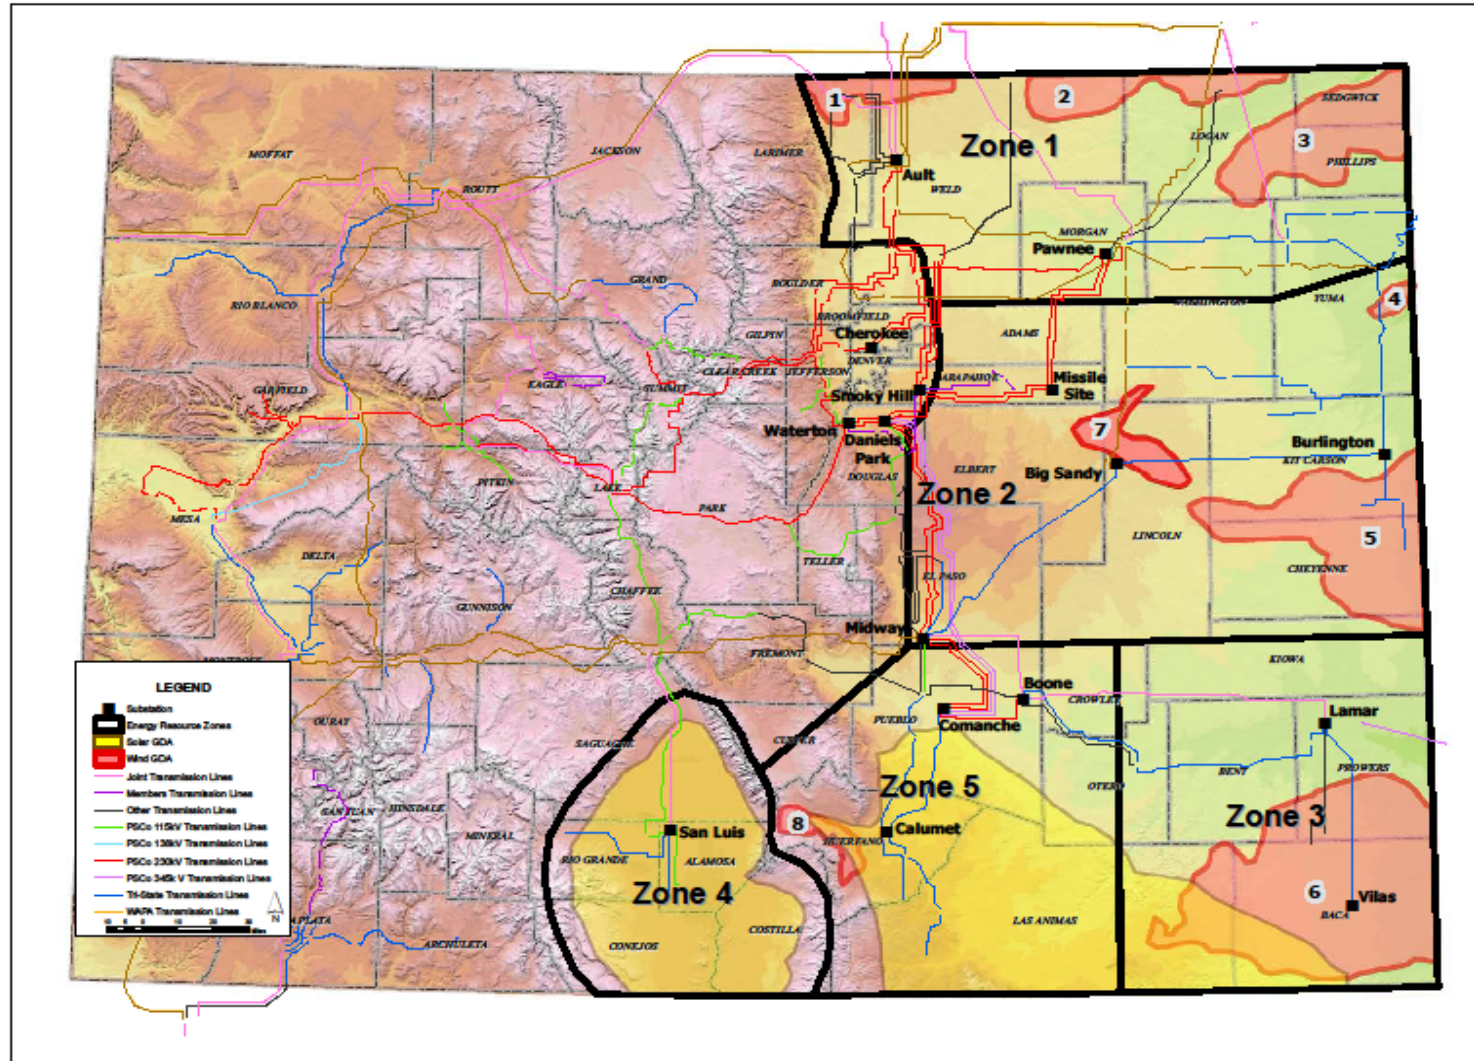 1
2
3
SEDGWICK
LOGAN
PHILLIPS
MOFFAT
JACKSON
LARIMER
Zone 1
Ault
WELD
ROUTT
MORGAN
Pawnee
GRAND
BOULDER
RIO BLANCO
WASHINGTON
YUMA
4
BROOMFIELD
ADAMS
GILPIN
Cherokee
DENVER
CLEAR CREEK
JEFFERSON
EAGLE
SUMMIT
GARFIELD
ARAPAHOE
Missile
Site
Smoky Hill
Waterton
Daniels
Park
7
Burlington
KIT CARSON
DOUGLAS
ELBERT
Big Sandy
PITKIN
LAKE
Zone 2
PARK
MESA
LINCOLN
5
DELTA
TELLER
CHEYENNE
EL PASO
GUNNISON
CHAFFEE
Midway
FREMONT
KIOWA
MONTROSE
LEGEND
Substation
Energy Resource Zones
Solar GDA
Wind GDA
Joint Transmission Lines
Members Transmission Lines
Other Transmission Lines
PSCo 115kV Transmission Lines
PSCo 138kV Transmission Lines
PSCo 230kV Transmission Lines
PSCo 345k V Transmission Lines
Tri-State Transmission Lines
WAPA Transmission Lines
N
OURAY
Boone
CROWLEY
PUEBLO
Comanche
Lamar
SAGUACHE
CUSTER
BENT
PROWERS
OTERO
Zone 5
SAN JUAN
HINSDALE
MINERAL
San Luis
8
HUERFANO
Calumet
Zone 3
RIO GRANDE
ALAMOSA
Zone 4
6
Vilas
BACA
LA PLATA
ARCHULETA
CONEJOS
COSTILLA
LAS ANIMAS